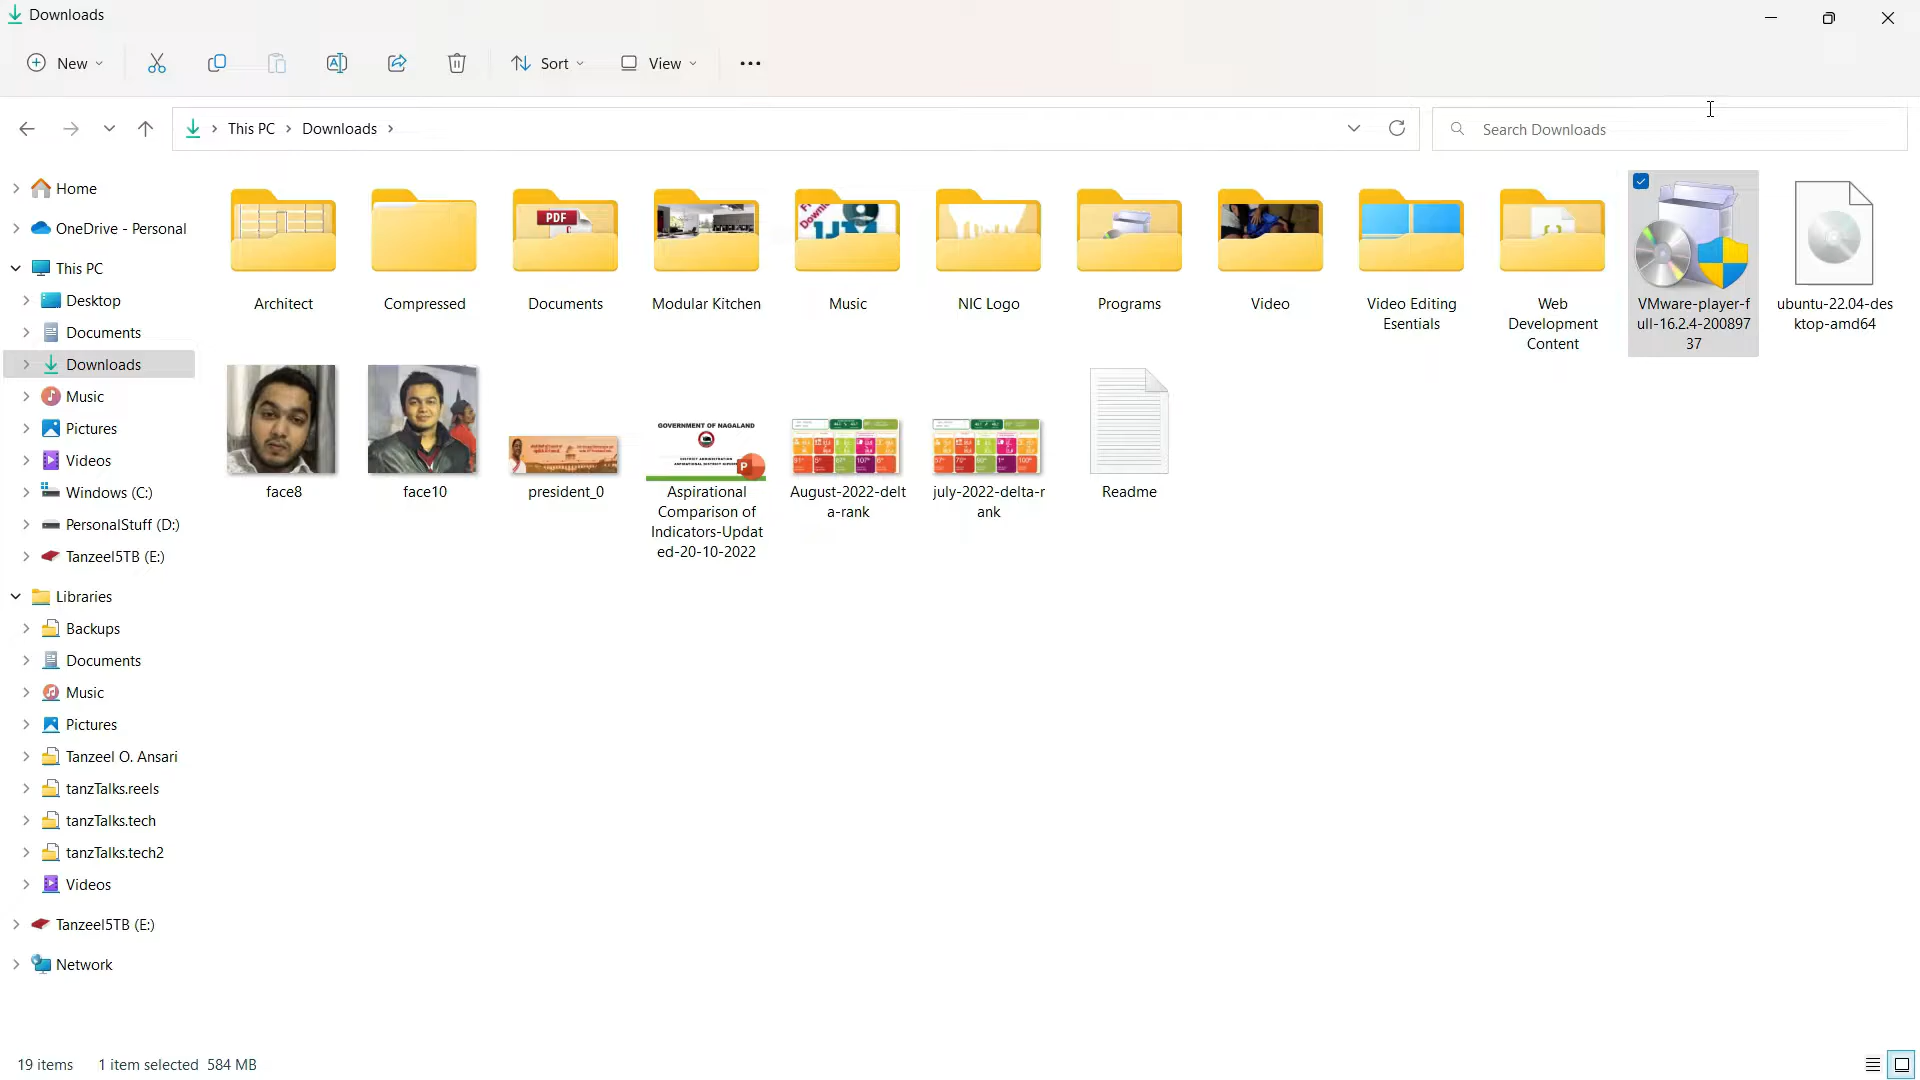 Downloads
New
Sort
View
This PC
Downloads
Search Downloads
Home
OneDrive - Personal
This PC
Desktop
Documents
Downloads
Music
Pictures
Videos
Windows (C:)
PersonalStuff (D:)
Tanzeel5TB (E:)
Libraries
Backups
Documents
Music
Pictures
Tanzeel O. Ansari
tanzTalks.reels
tanzTalks.tech
tanzTalks.tech2
Videos
Tanzeel5TB (E:)
Network
Architect
Compressed
PDF
Documents
Modular Kitchen
Music
NIC Logo
Programs
Video
Video Editing
Esentials
Web
Development
Content
VMware-player-f
ull-16.2.4-200897
37
ubuntu-22.04-des
ktop-amd64
face8
face10
president_0
GOVERNMENT OF NAGALAND
DISTRICT ADMINISTRATION
P
Aspirational
Comparison of
Indicators-Updat
ed-20-10-2022
August-2022-delt
a-rank
july-2022-delta-r
ank
Readme
19 items
1 item selected 584 MB